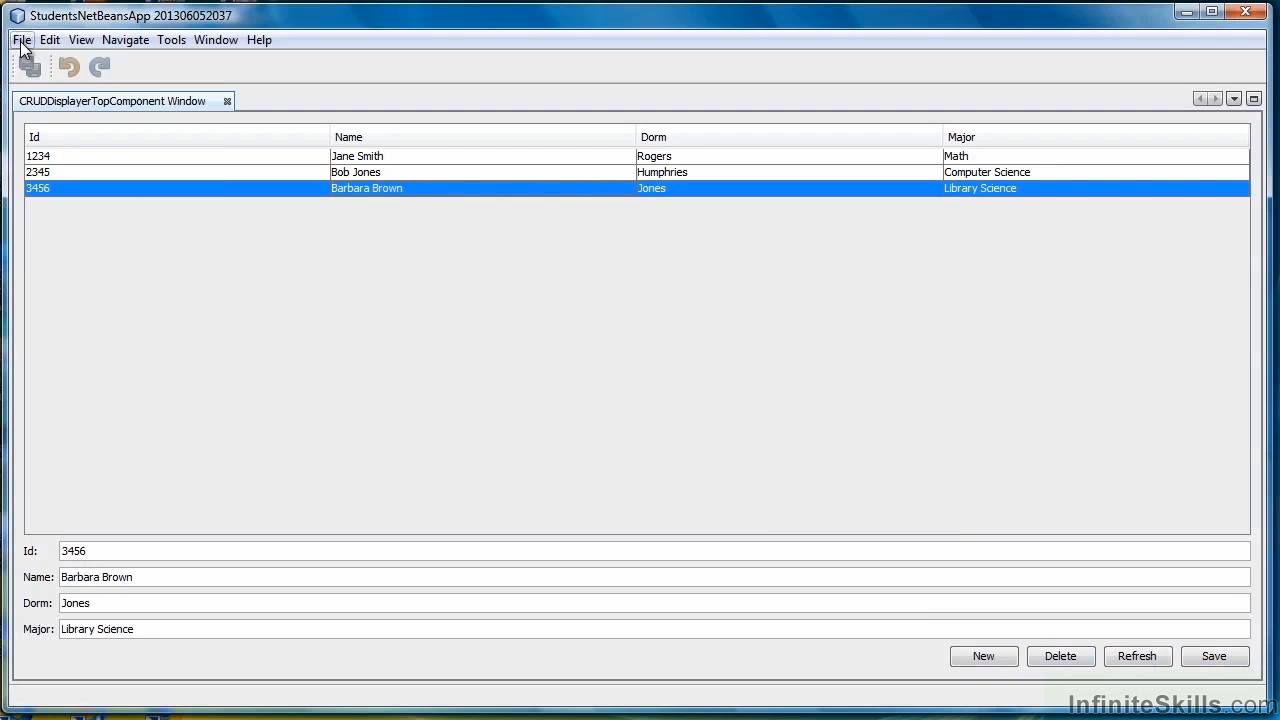 StudentsNetBeansApp 201306052037
File Edit View Navigate Tools Window Help
CRUDDisplayerTopComponent Window
Id Name Dorm Major
1234 Jane Smith Rogers Math
2345 Bob Jones Humphries Computer Science
3456 Barbara Brown Jones Library Science
Id: 3456
Name: Barbara Brown
Dorm: Jones
Major: Library Science
New Delete Refresh Save
InfiniteSkills.com